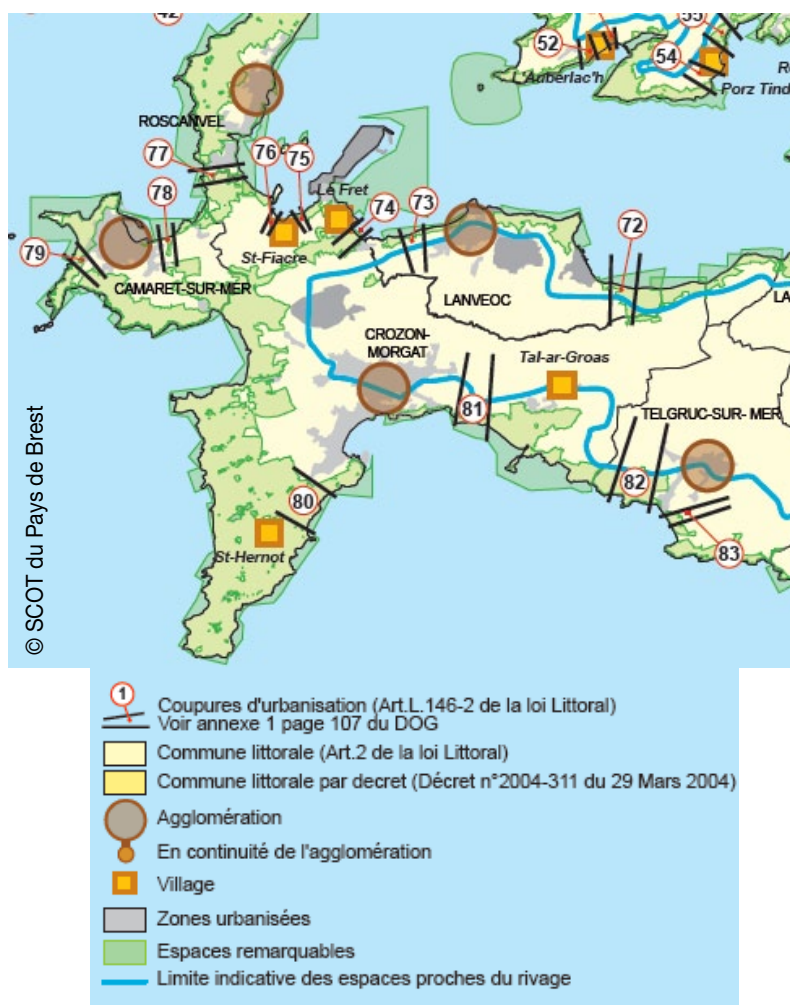 52
L'Auberlac'h
54
55
Porz Tind
ROSCANVEL
77
76
75
Le Fret
74
73
78
79
St-Fiacre
72
CAMARET-SUR-MER
LANVEOC
LA
CROZON-
MORGAT
Tal-ar-Groas
81
TELGRUC-SUR- MER
82
80
83
St-Hernot
© SCOT du Pays de Brest
1
Coupures d'urbanisation (Art.L.146-2 de la loi Littoral)
Voir annexe 1 page 107 du DOG
Commune littorale (Art.2 de la loi Littoral)
Commune littorale par decret (Décret n°2004-311 du 29 Mars 2004)
Agglomération
En continuité de l'agglomération
Village
Zones urbanisées
Espaces remarquables
Limite indicative des espaces proches du rivage